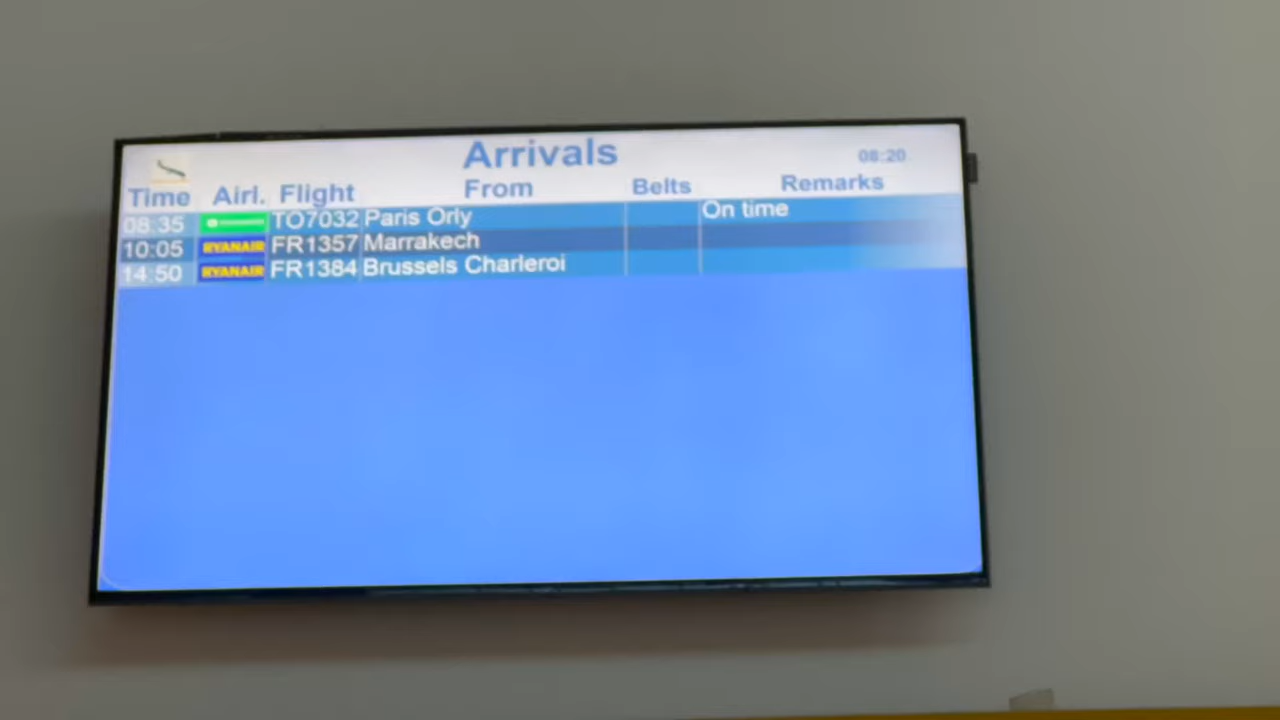 Arrivals 08:20
Time Airl. Flight From Belts Remarks
08:35 TO7032 Paris Orly On time
10:05 RYANAIR FR1357 Marrakech
14:50 RYANAIR FR1384 Brussels Charleroi